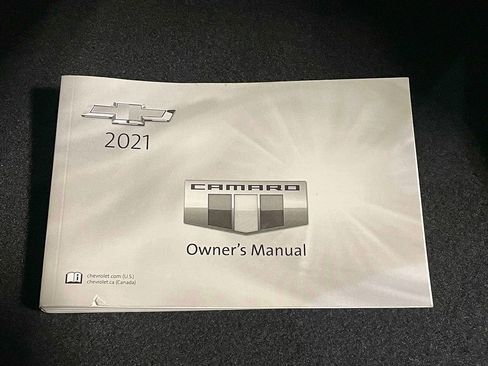 2021
CAMARO
Owner's Manual
chevrolet.com (U.S.)
chevrolet.ca (Canada)